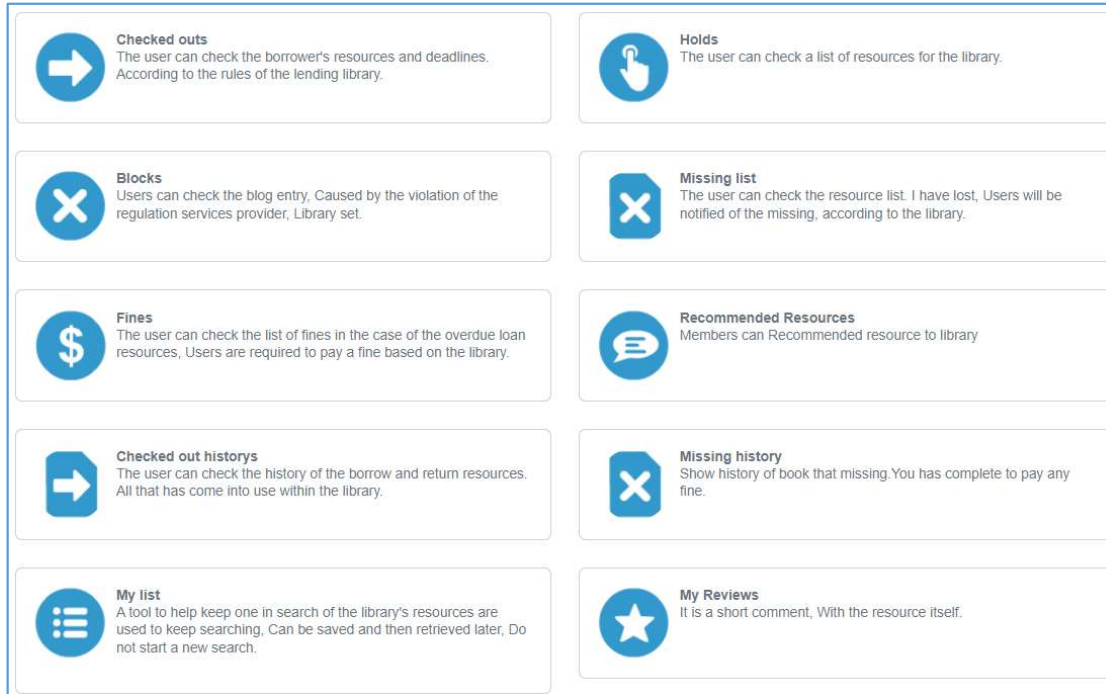 Checked outs
The user can check the borrower's resources and deadlines.
According to the rules of the lending library.
Holds
The user can check a list of resources for the library.
Blocks
Users can check the blog entry, Caused by the violation of the
regulation services provider, Library set.
Missing list
The user can check the resource list. I have lost, Users will be
notified of the missing, according to the library.
Fines
The user can check the list of fines in the case of the overdue loan
resources, Users are required to pay a fine based on the library.
Recommended Resources
Members can Recommended resource to library
Checked out historys
The user can check the history of the borrow and return resources.
All that has come into use within the library.
Missing history
Show history of book that missing.You has complete to pay any
fine.
My list
A tool to help keep one in search of the library's resources are
used to keep searching, Can be saved and then retrieved later, Do
not start a new search.
My Reviews
It is a short comment, With the resource itself.